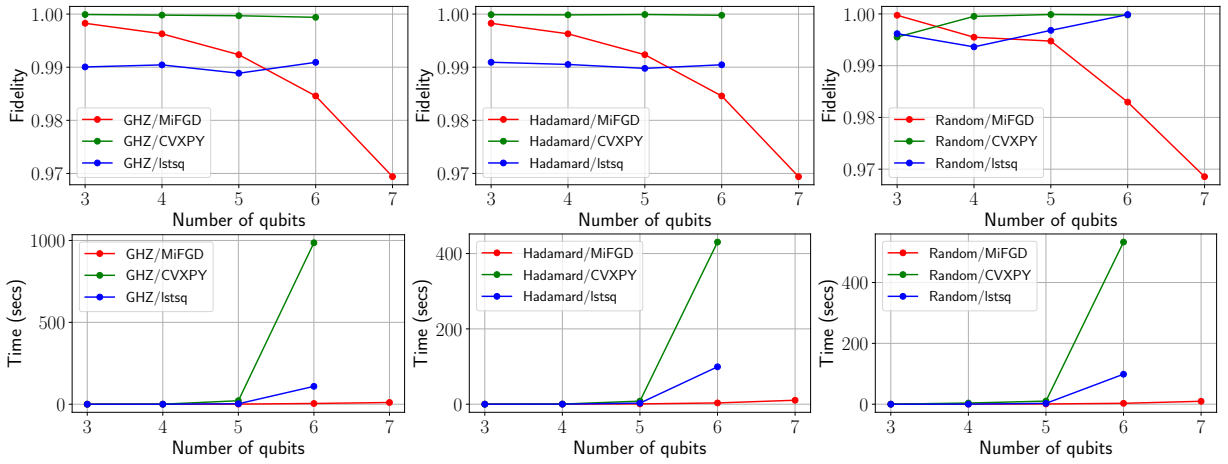 Fidelity
1.00
0.99
0.98
0.97
GHZ/MiFGD
GHZ/CVXPY
GHZ/lstsq
3 4 5 6 7
Number of qubits
Fidelity
1.00
0.99
0.98
0.97
Hadamard/MiFGD
Hadamard/CVXPY
Hadamard/lstsq
3 4 5 6 7
Number of qubits
Fidelity
1.00
0.99
0.98
0.97
Random/MiFGD
Random/CVXPY
Random/lstsq
3 4 5 6 7
Number of qubits
Time (secs)
1000
500
0
GHZ/MiFGD
GHZ/CVXPY
GHZ/lstsq
3 4 5 6 7
Number of qubits
Time (secs)
400
200
0
Hadamard/MiFGD
Hadamard/CVXPY
Hadamard/lstsq
3 4 5 6 7
Number of qubits
Time (secs)
400
200
0
Random/MiFGD
Random/CVXPY
Random/lstsq
3 4 5 6 7
Number of qubits